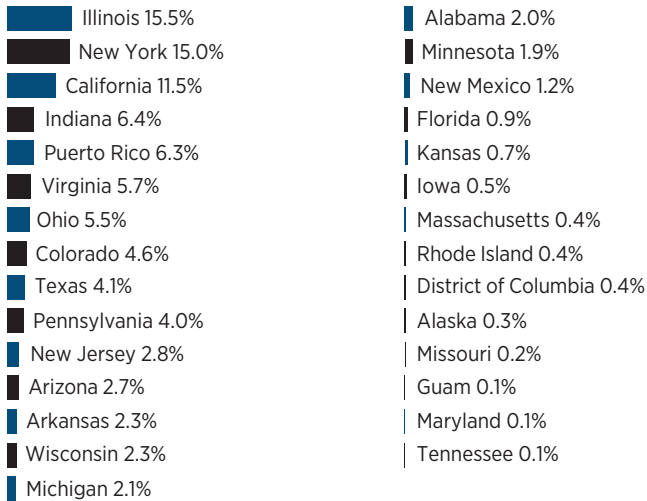 Illinois 15.5%
New York 15.0%
California 11.5%
Indiana 6.4%
Puerto Rico 6.3%
Virginia 5.7%
Ohio 5.5%
Colorado 4.6%
Texas 4.1%
Pennsylvania 4.0%
New Jersey 2.8%
Arizona 2.7%
Arkansas 2.3%
Wisconsin 2.3%
Michigan 2.1%
Alabama 2.0%
Minnesota 1.9%
New Mexico 1.2%
Florida 0.9%
Kansas 0.7%
Iowa 0.5%
Massachusetts 0.4%
Rhode Island 0.4%
District of Columbia 0.4%
Alaska 0.3%
Missouri 0.2%
Guam 0.1%
Maryland 0.1%
Tennessee 0.1%